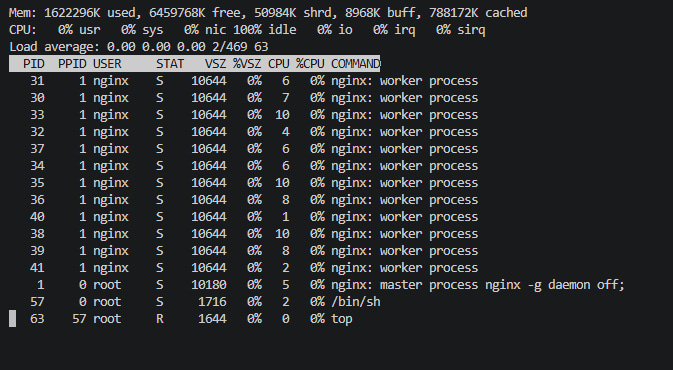 Mem: 1622296K used, 6459768K free, 50984K shrd, 8968K buff, 788172K cached
CPU:   0% usr   0% sys   0% nic 100% idle   0% io   0% irq   0% sirq
Load average: 0.00 0.00 0.00 2/469 63
  PID  PPID USER     STAT   VSZ %VSZ CPU %CPU COMMAND
   31     1 nginx    S    10644   0%   6   0% nginx: worker process
   30     1 nginx    S    10644   0%   7   0% nginx: worker process
   33     1 nginx    S    10644   0%  10   0% nginx: worker process
   32     1 nginx    S    10644   0%   4   0% nginx: worker process
   37     1 nginx    S    10644   0%   6   0% nginx: worker process
   34     1 nginx    S    10644   0%   6   0% nginx: worker process
   35     1 nginx    S    10644   0%  10   0% nginx: worker process
   36     1 nginx    S    10644   0%   8   0% nginx: worker process
   40     1 nginx    S    10644   0%   1   0% nginx: worker process
   38     1 nginx    S    10644   0%  10   0% nginx: worker process
   39     1 nginx    S    10644   0%   8   0% nginx: worker process
   41     1 nginx    S    10644   0%   2   0% nginx: worker process
    1     0 root     S    10180   0%   5   0% nginx: master process nginx -g daemon off;
   57     0 root     S     1716   0%   2   0% /bin/sh
   63    57 root     R     1644   0%   0   0% top